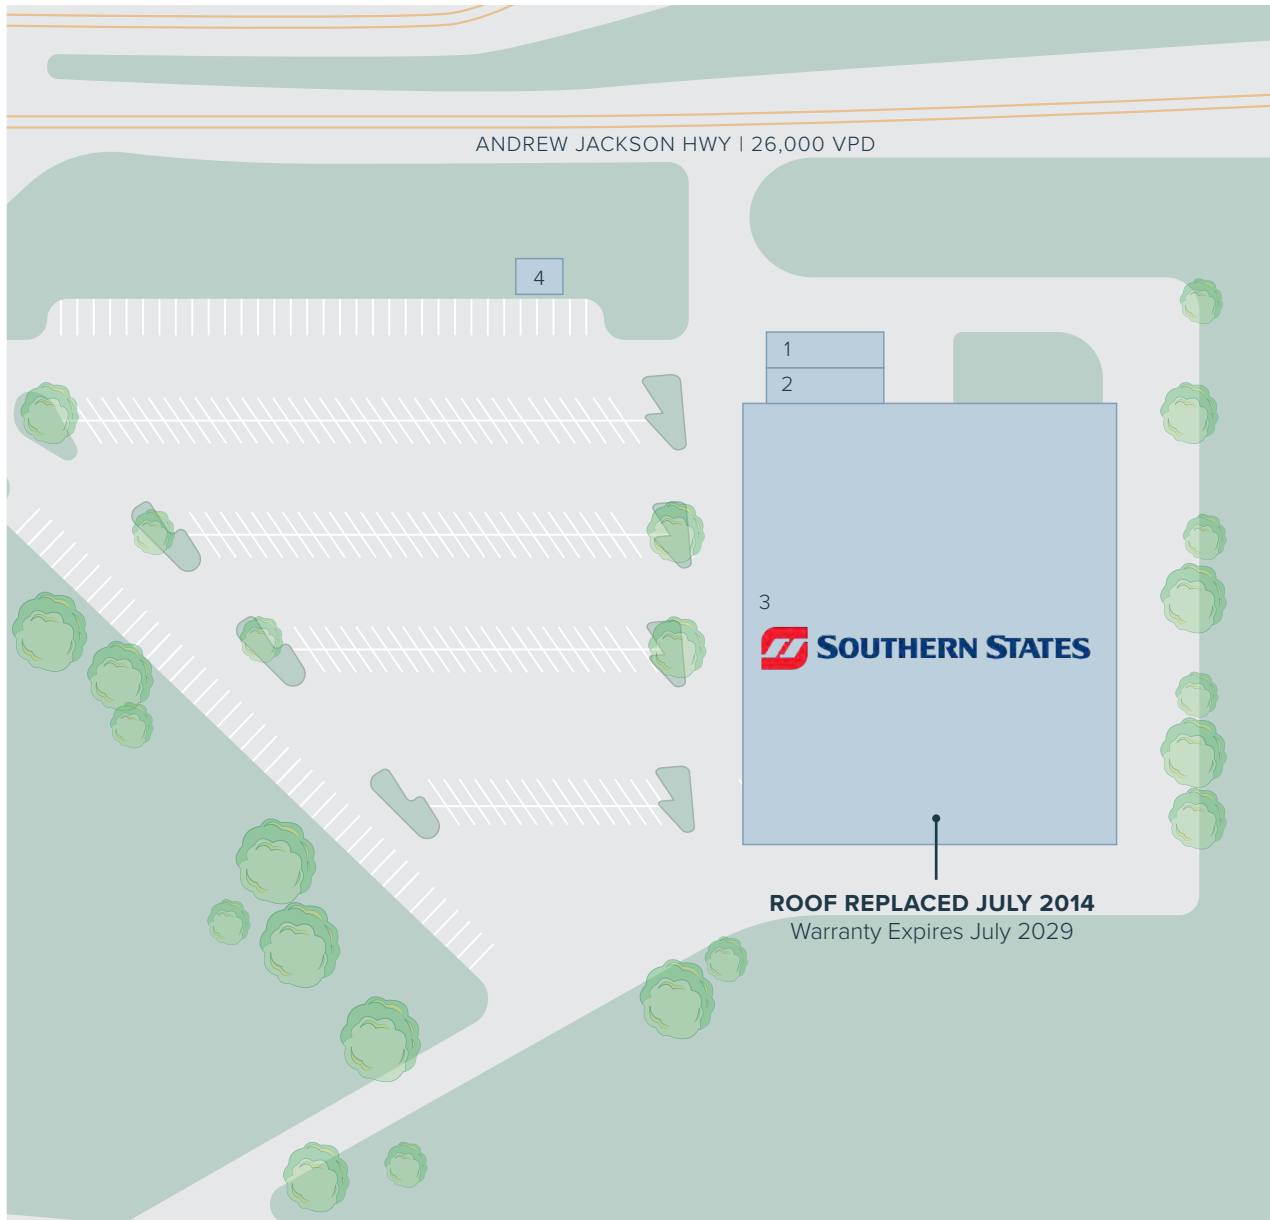 ANDREW JACKSON HWY | 26,000 VPD
4
1
2
3
SOUTHERN STATES
ROOF REPLACED JULY 2014
Warranty Expires July 2029